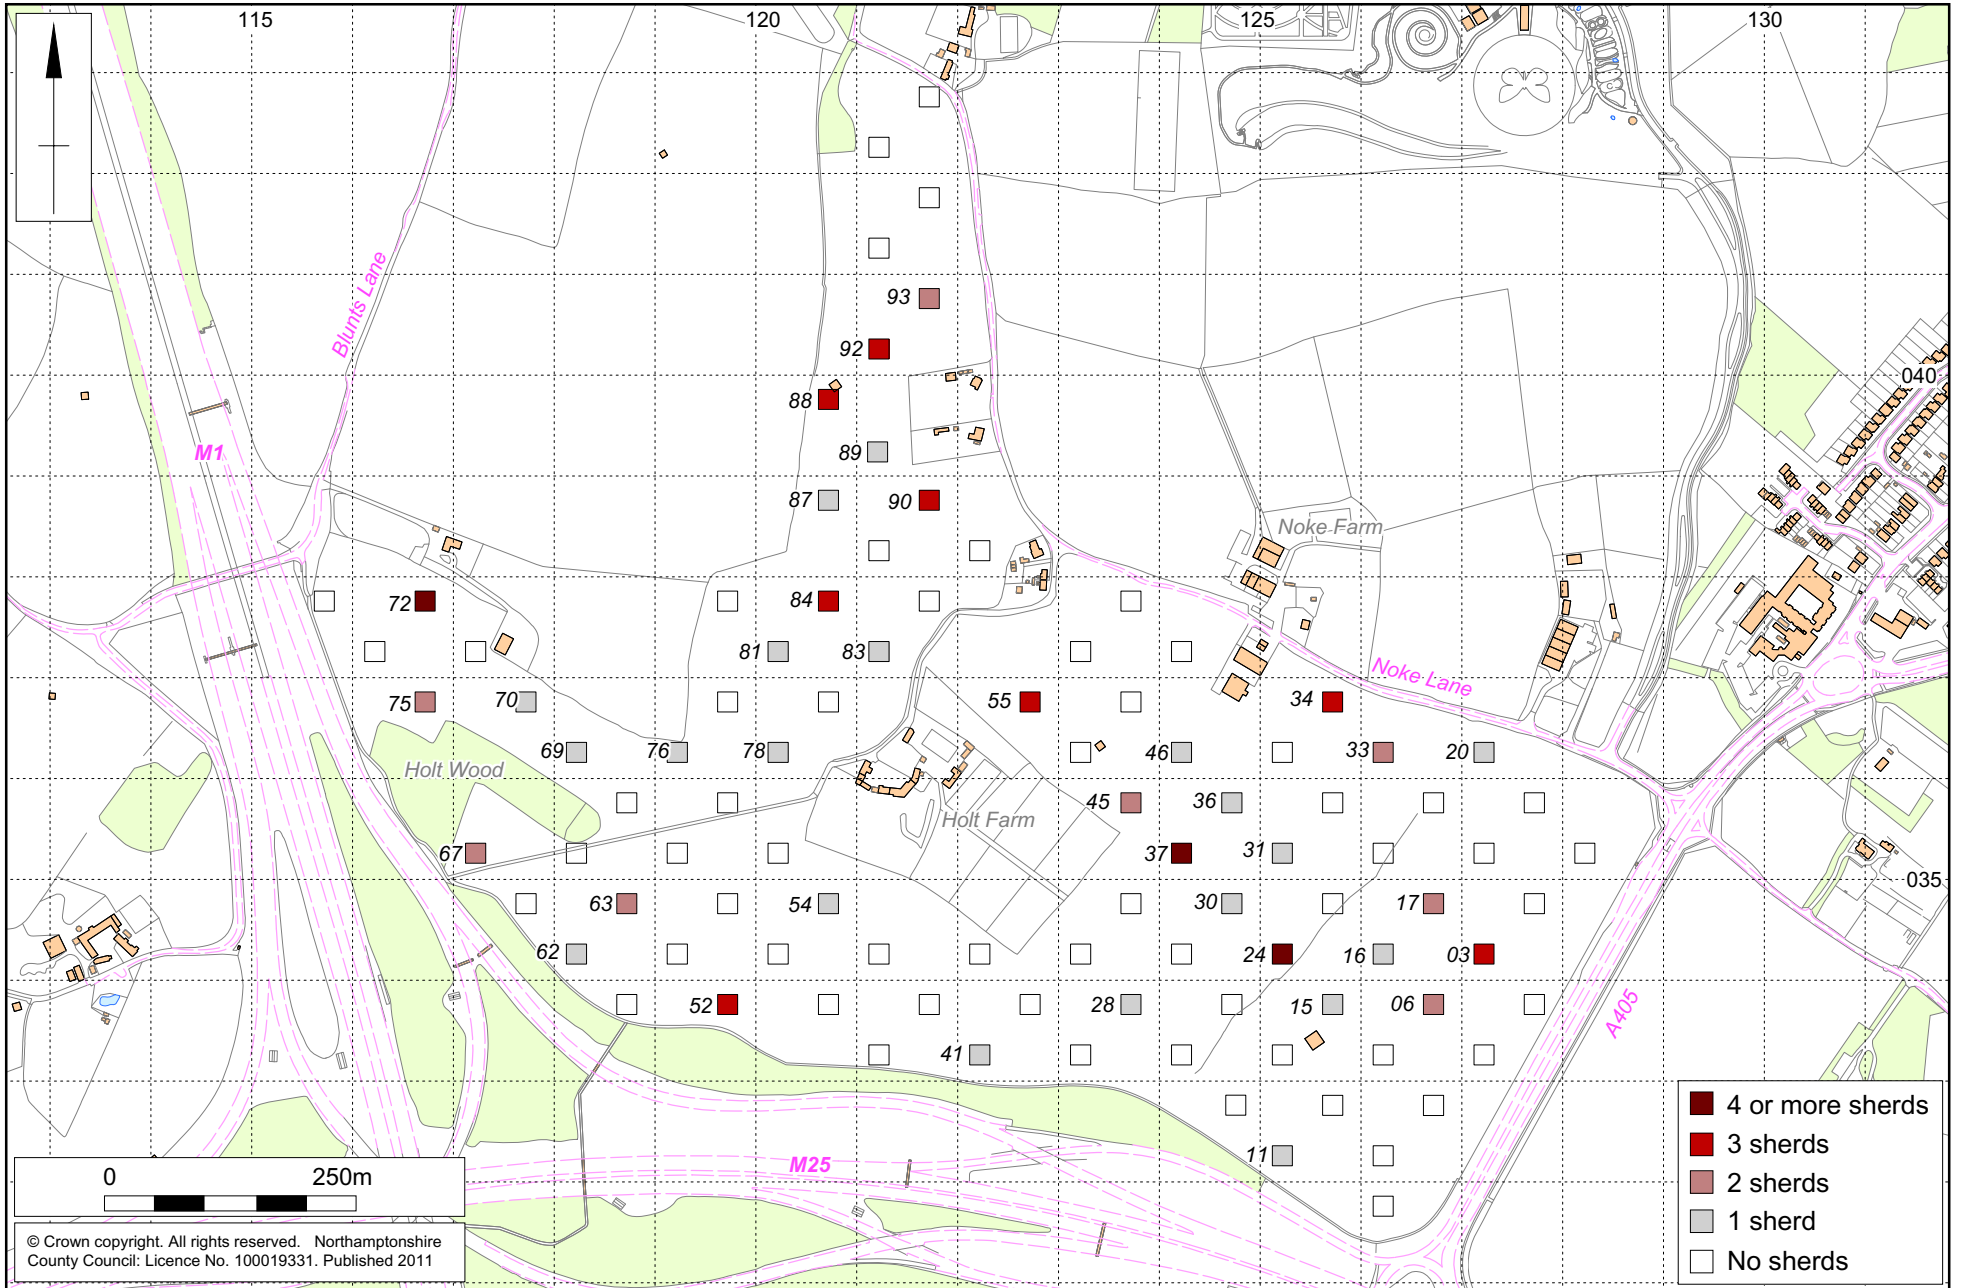 115
120
125
130
Blunts Lane
93
92
040
88
M1
89
87
90
Noke Farm
72
84
81
83
Noke Lane
75
70
55
34
69
76
78
46
33
20
Holt Wood
45
36
Holt Farm
67
37
31
035
63
54
30
17
62
24
16
03
52
28
15
06
A405
41
11
M25
0
250m
© Crown copyright. All rights reserved. Northamptonshire
County Council: Licence No. 100019331. Published 2011
4 or more sherds
3 sherds
2 sherds
1 sherd
No sherds